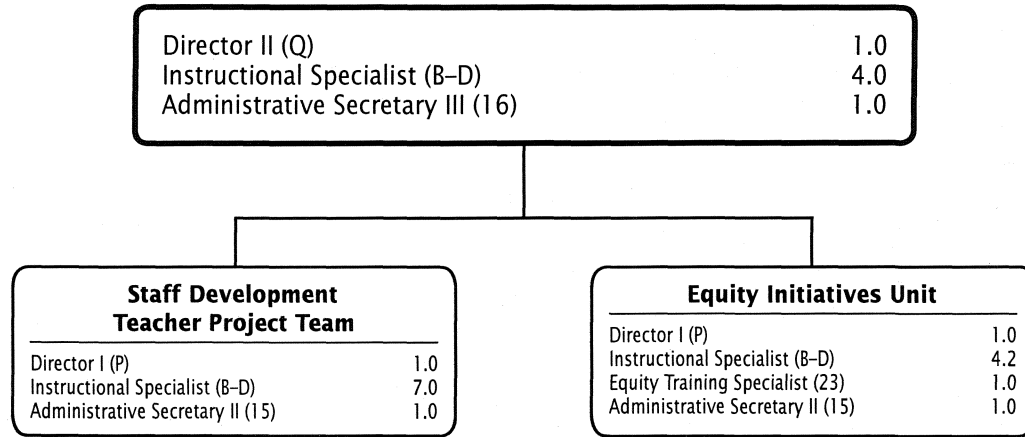 Director II (Q) 1.0
Instructional Specialist (B–D) 4.0
Administrative Secretary III (16) 1.0
Staff Development
Teacher Project Team
Director I (P) 1.0
Instructional Specialist (B–D) 7.0
Administrative Secretary II (15) 1.0
Equity Initiatives Unit
Director I (P) 1.0
Instructional Specialist (B–D) 4.2
Equity Training Specialist (23) 1.0
Administrative Secretary II (15) 1.0